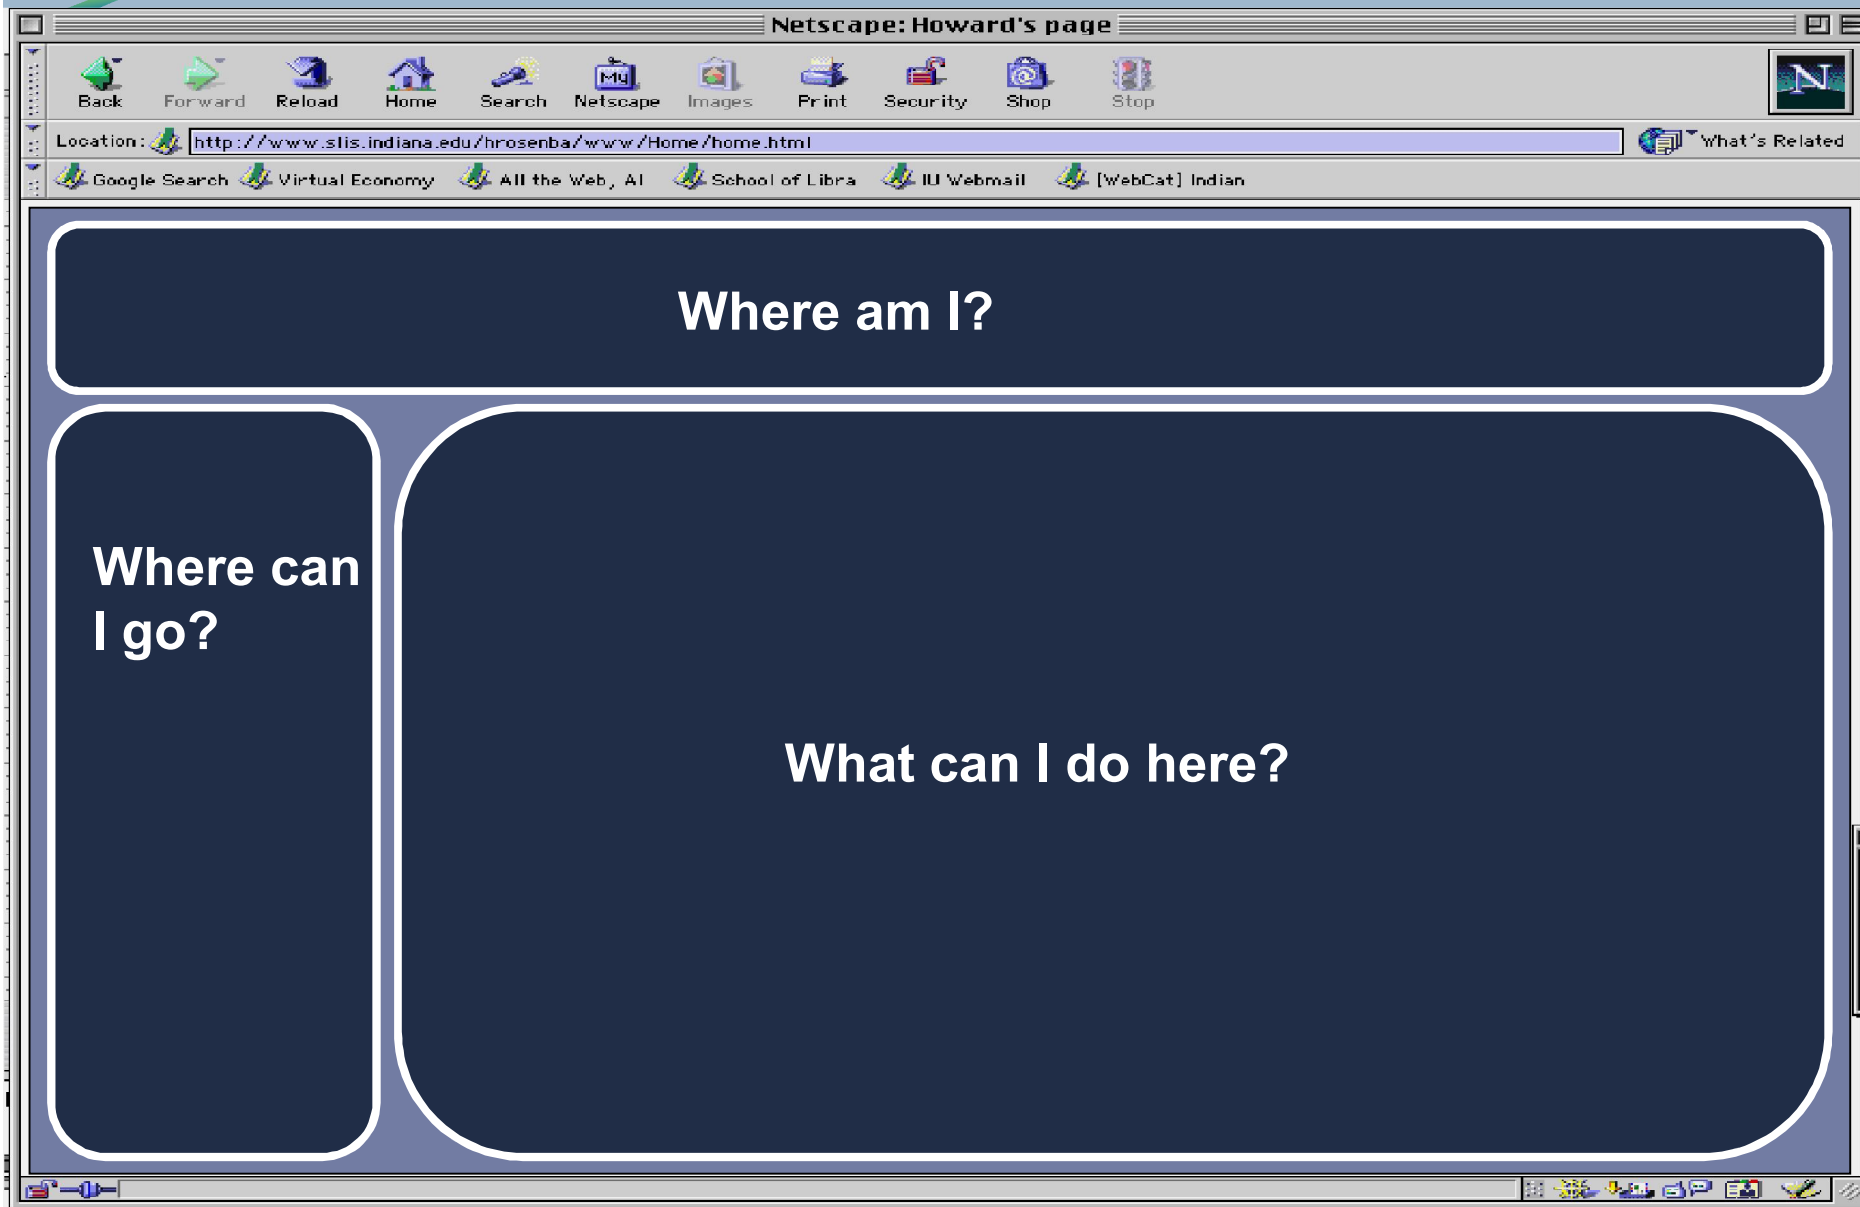 Netscape: Howard's page
Back Forward Reload Home Search Netscape Images Print Security Shop Stop
My
N
Location: http://www.slis.indiana.edu/hrosenba/www/Home/home.html What's Related
Google Search Virtual Economy All the Web, Al School of Libra IU Webmail [WebCat] Indian
Where am I?
Where can
I go?
What can I do here?